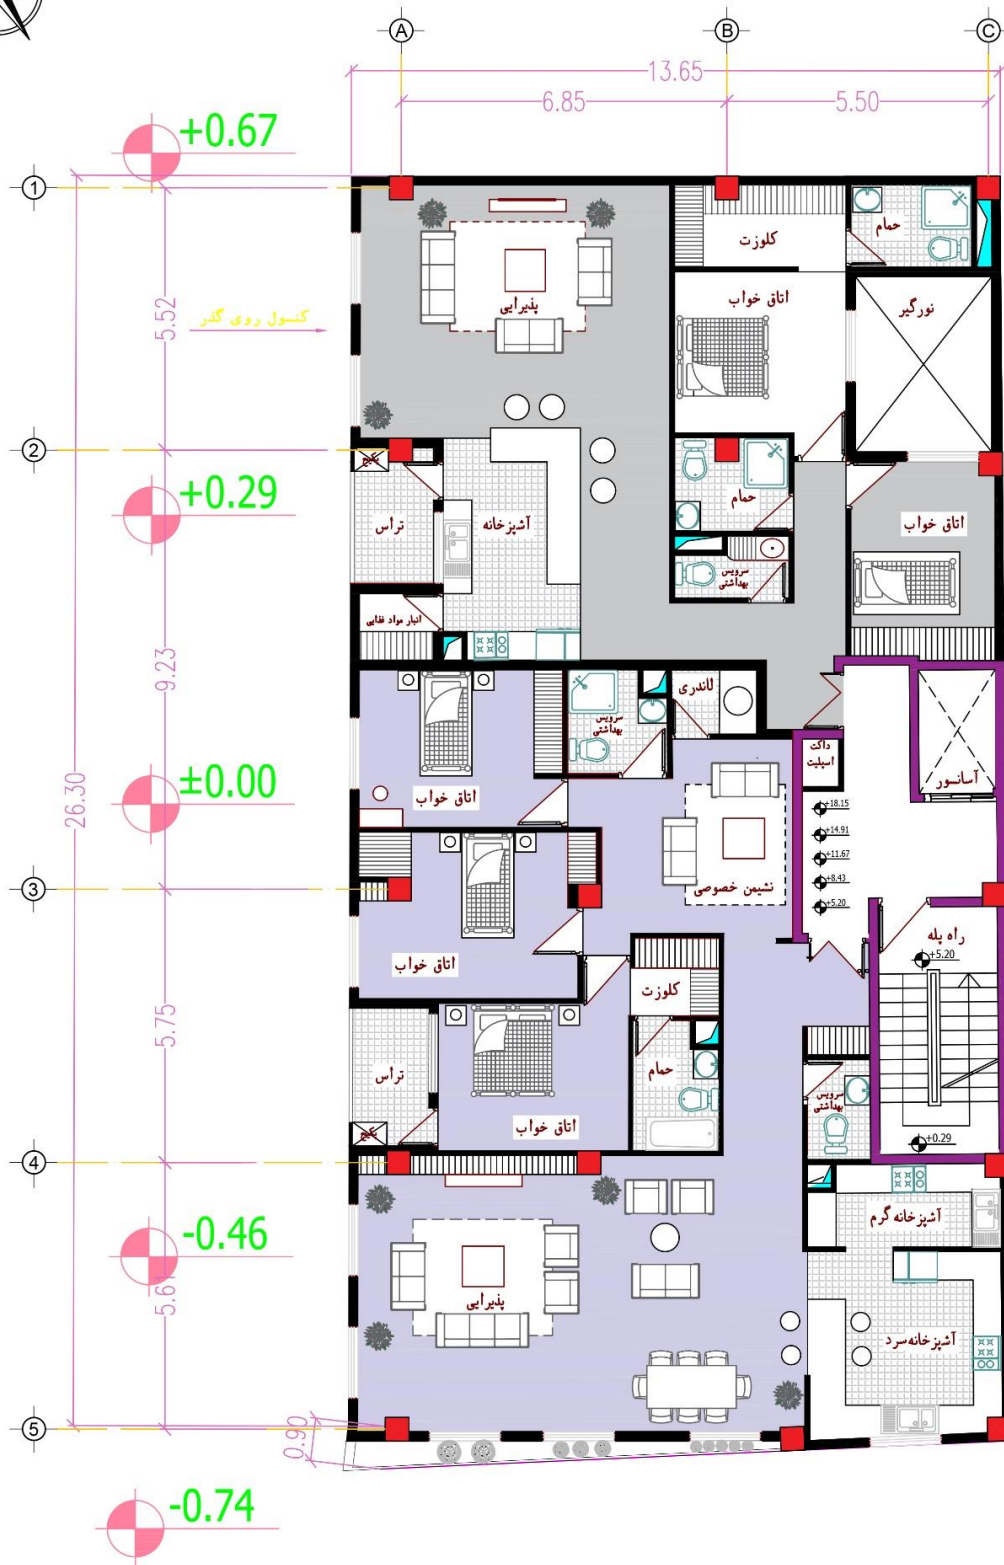 A
B
C
13.65
6.85
5.50
+0.67
1
حمام
کلوزت
اتاق خواب
پذیرایی
نورگیر
کنسول روی گذر
5.52
2
پکیج
+0.29
تراس
آشپزخانه
حمام
اتاق خواب
سرویس
بهداشتی
انبار مواد غذایی
9.23
26.30
±0.00
لاندری
سرویس
بهداشتی
اتاق خواب
داکت
اسپلیت
آسانسور
+18.15
+14.91
+11.67
+8.43
+5.20
نشیمن خصوصی
3
راه پله
+5.20
اتاق خواب
کلوزت
5.75
تراس
حمام
سرویس
بهداشتی
پکیج
اتاق خواب
+0.29
4
آشپزخانه گرم
-0.46
5.61
پذیرایی
آشپزخانه سرد
5
0.90
-0.74